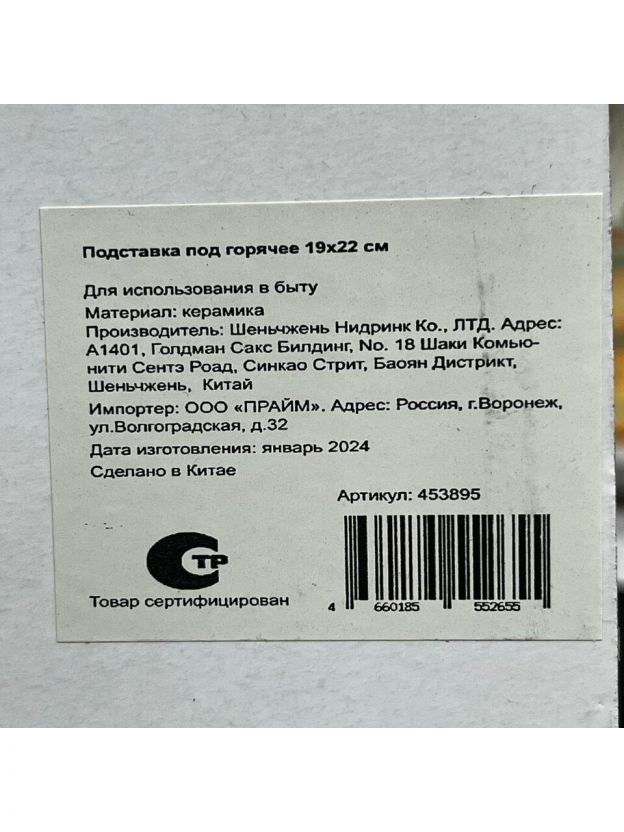 Подставка под горячее 19х22 см
Для использования в быту
Материал: керамика
Производитель: Шеньчжень Нидринк Ко., ЛТД. Адрес:
А1401, Голдман Сакс Билдинг, No. 18 Шаки Комью-
нити Сентэ Роад, Синкао Стрит, Баоян Дистрикт,
Шеньчжень, Китай
Импортер: ООО «ПРАЙМ». Адрес: Россия, г.Воронеж,
ул.Волгоградская, д.32
Дата изготовления: январь 2024
Сделано в Китае
Артикул: 453895
СТР
Товар сертифицирован
4 660185 552655